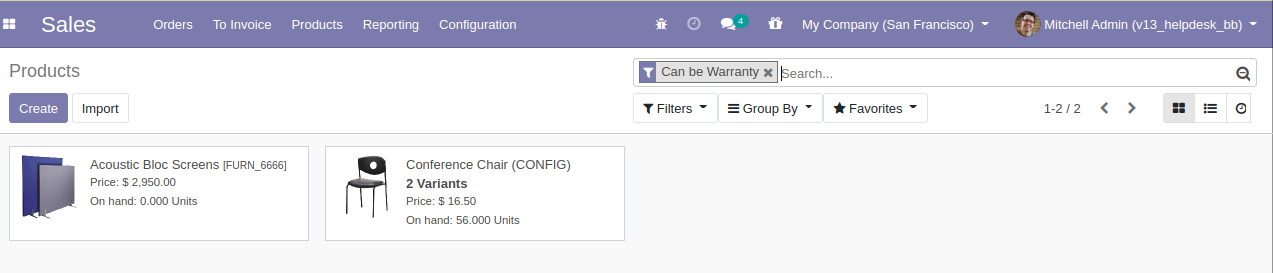 Sales Orders To Invoice Products Reporting Configuration 4 My Company (San Francisco) Mitchell Admin (v13_helpdesk_bb)
Products
Can be Warranty Search...
Create Import
Filters Group By Favorites 1-2 / 2
Acoustic Bloc Screens [FURN_6666]
Price: $ 2,950.00
On hand: 0.000 Units
Conference Chair (CONFIG)
2 Variants
Price: $ 16.50
On hand: 56.000 Units